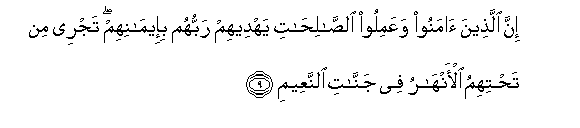 إِنَّ ٱلَّذِينَ ءَامَنُوا۟ وَعَمِلُوا۟ ٱلصَّـٰلِحَـٰتِ يَهْدِيهِمْ رَبُّهُم بِإِيمَـٰنِهِمْ ۖ تَجْرِى مِن
تَحْتِهِمُ ٱلْأَنْهَـٰرُ فِى جَنَّـٰتِ ٱلنَّعِيمِ ۝٩